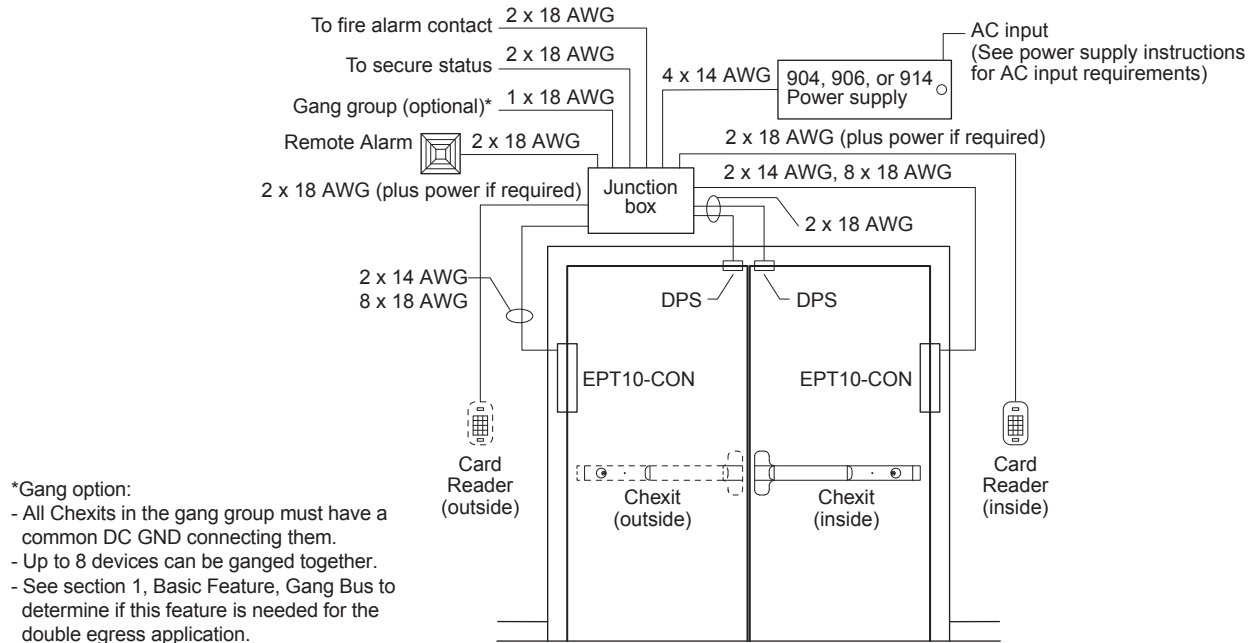 To fire alarm contact
2 x 18 AWG
To secure status
2 x 18 AWG
Gang group (optional)*
1 x 18 AWG
Remote Alarm
2 x 18 AWG
2 x 18 AWG (plus power if required)
Junction
box
4 x 14 AWG
904, 906, or 914
Power supply
AC input
(See power supply instructions
for AC input requirements)
2 x 18 AWG (plus power if required)
2 x 14 AWG, 8 x 18 AWG
2 x 18 AWG
2 x 14 AWG
8 x 18 AWG
DPS
DPS
EPT10-CON
EPT10-CON
Card
Reader
(outside)
Chexit
(outside)
Chexit
(inside)
Card
Reader
(inside)
*Gang option:
- All Chexits in the gang group must have a
common DC GND connecting them.
- Up to 8 devices can be ganged together.
- See section 1, Basic Feature, Gang Bus to
determine if this feature is needed for the
double egress application.